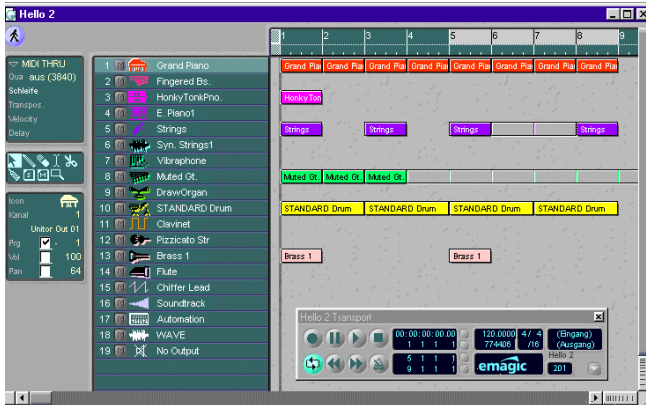 Hello 2
1 2 3 4 5 6 7 8 9
MIDI THRU
Qua aus (3840)
Schleife
Transpos.
Velocity
Delay
Icon
Kanal 1
Unitor Out 01
Prg - 1
Vol 100
Pan 64
1 M Grand Piano
2 M Fingered Bs.
3 M HonkyTonkPno.
4 M E. Piano1
5 M Strings
6 M Syn. Strings1
7 M Vibraphone
8 M Muted Gt.
9 M DrawOrgan
10 M STANDARD Drum
11 M Clavinet
12 M Pizzicato Str
13 M Brass 1
14 M Flute
15 M Chiffer Lead
16 M Soundtrack
17 M Automation
18 M WAVE
19 M No Output
Grand Pia Grand Pia Grand Pia Grand Pia Grand Pia Grand Pia Grand Pia Grand Pia
HonkyTon
Strings Strings Strings Strings
Muted Gt. Muted Gt. Muted Gt.
STANDARD Drum STANDARD Drum STANDARD Drum STANDARD Drum
Brass 1 Brass 1
Hello 2 Transport
00:00:00:00.00 120.0000 4/ 4 (Eingang)
1 1 1 1 774406 /16 (Ausgang)
5 1 1 1 emagic Hello 2
9 1 1 1 201